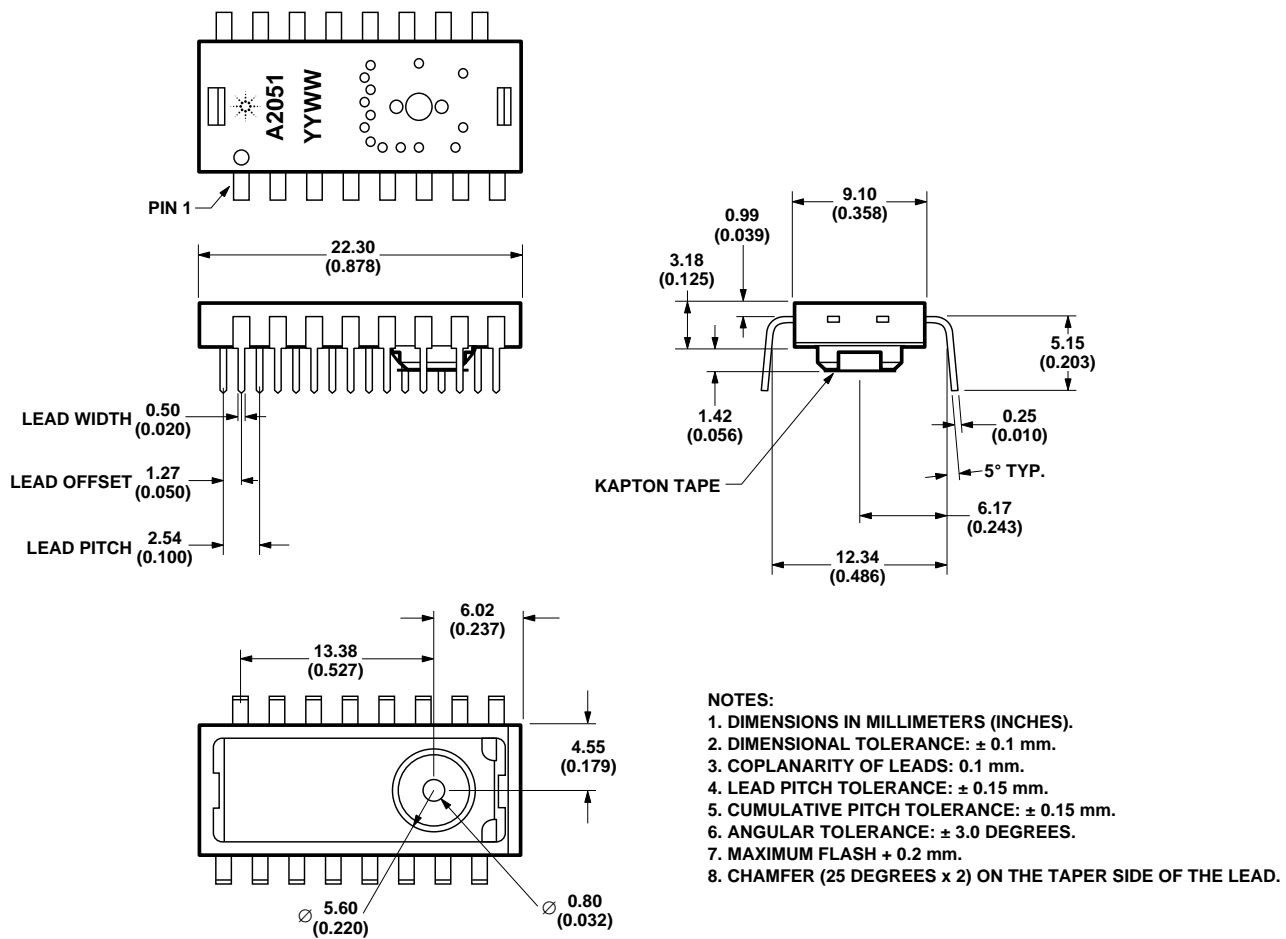 A2051
YYWW
PIN 1
22.30
(0.878)
LEAD WIDTH 0.50
(0.020)
LEAD OFFSET 1.27
(0.050)
LEAD PITCH 2.54
(0.100)
9.10
(0.358)
0.99
(0.039)
3.18
(0.125)
5.15
(0.203)
1.42
(0.056)
0.25
(0.010)
KAPTON TAPE
5° TYP.
6.17
(0.243)
12.34
(0.486)
6.02
(0.237)
13.38
(0.527)
4.55
(0.179)
∅ 5.60
(0.220)
∅ 0.80
(0.032)
NOTES:
1. DIMENSIONS IN MILLIMETERS (INCHES).
2. DIMENSIONAL TOLERANCE: ± 0.1 mm.
3. COPLANARITY OF LEADS: 0.1 mm.
4. LEAD PITCH TOLERANCE: ± 0.15 mm.
5. CUMULATIVE PITCH TOLERANCE: ± 0.15 mm.
6. ANGULAR TOLERANCE: ± 3.0 DEGREES.
7. MAXIMUM FLASH + 0.2 mm.
8. CHAMFER (25 DEGREES x 2) ON THE TAPER SIDE OF THE LEAD.